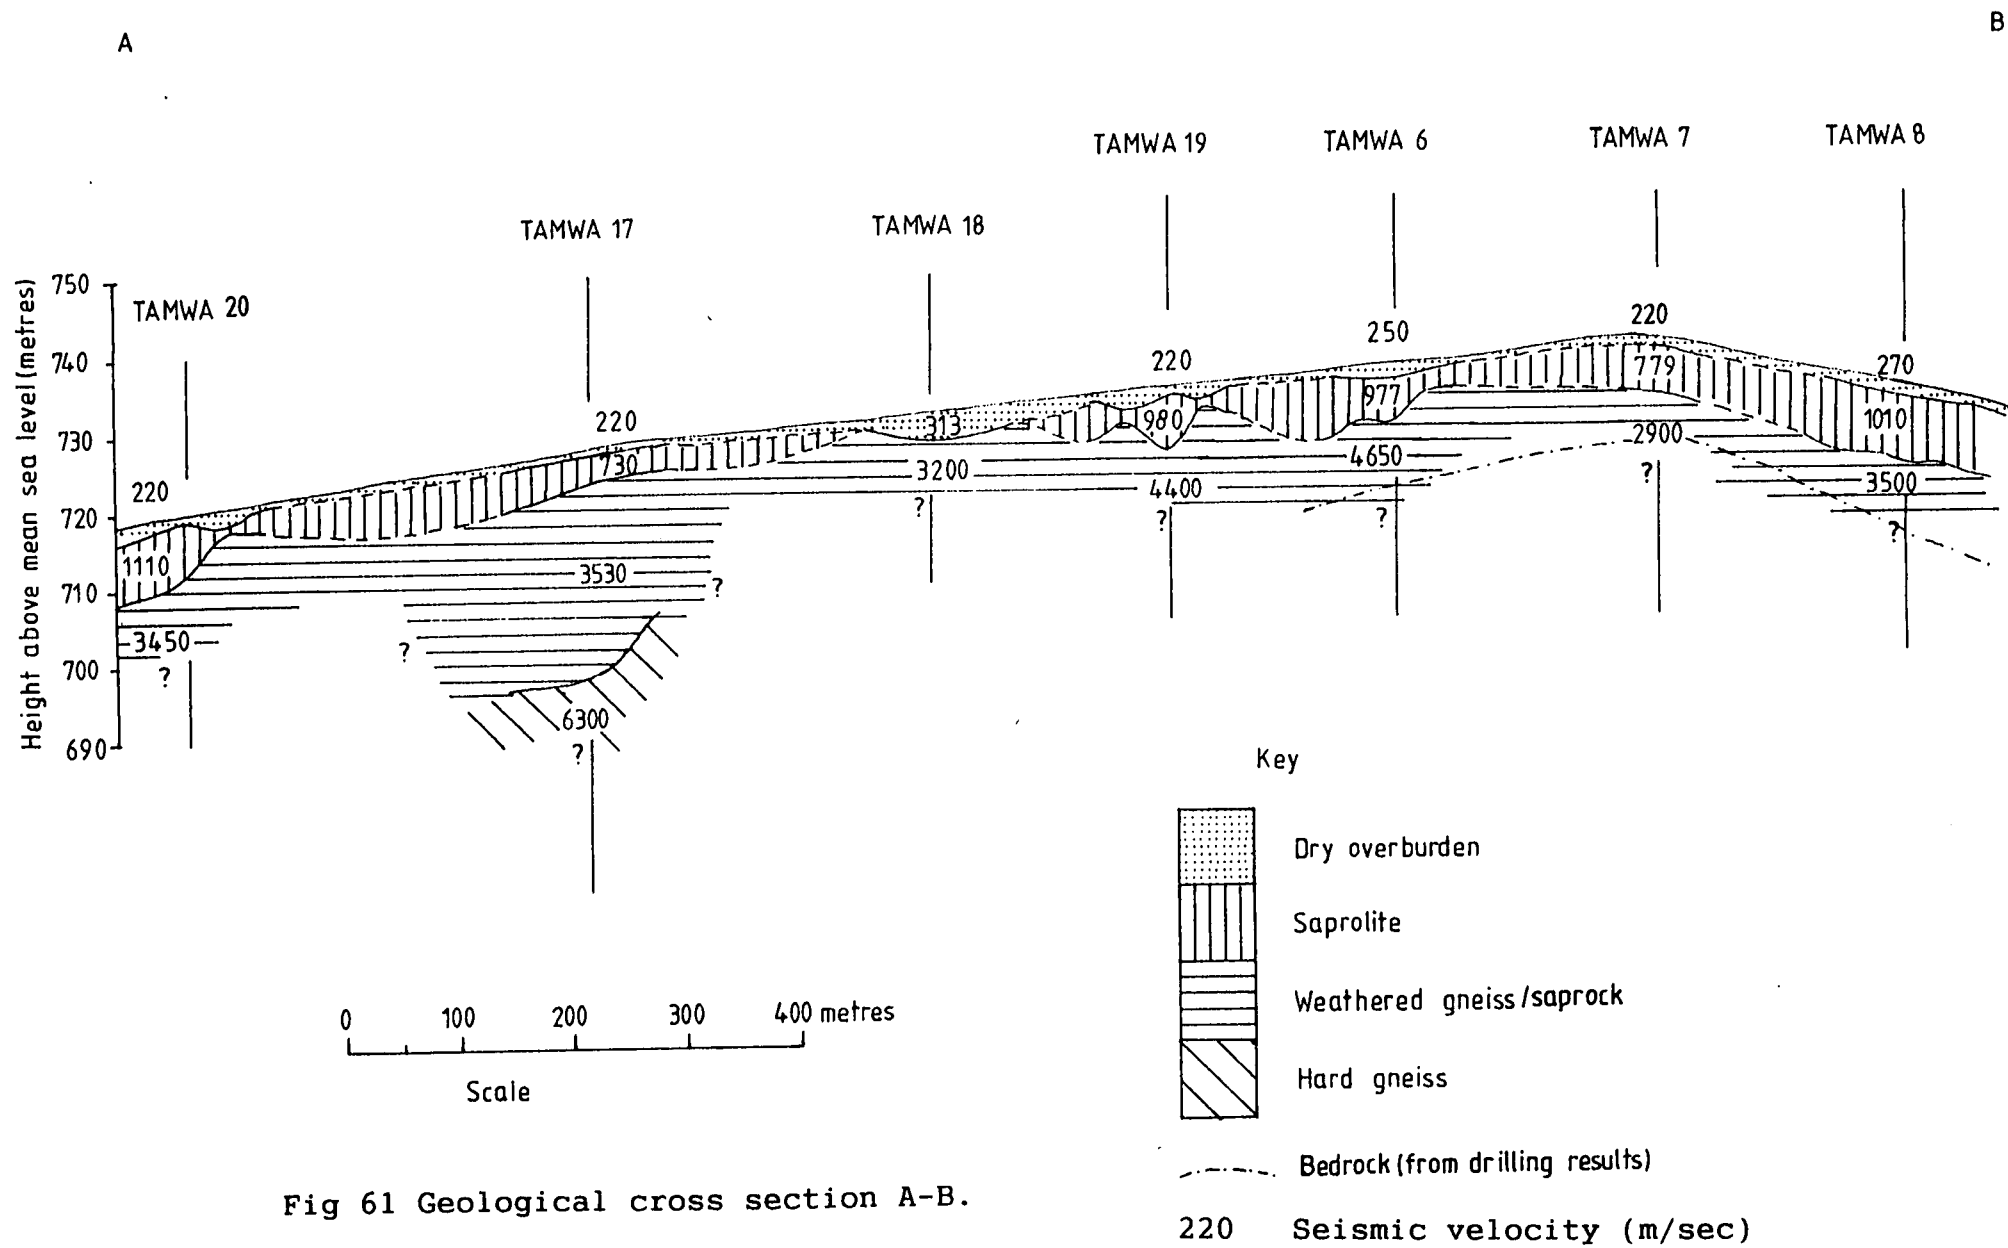 A
B
TAMWA 19
TAMWA 6
TAMWA 7
TAMWA 8
TAMWA 17
TAMWA 18
TAMWA 20
Height above mean sea level (metres)
750
740
730
720
710
700
690
220
250
220
270
220
779
977
1010
980
313
220
730
2900
?
4650
3200
4400
3500
?
?
?
?
220
1110
3530
?
3450
?
?
6300
?
Key
Dry overburden
Saprolite
Weathered gneiss/saprock
Hard gneiss
Bedrock (from drilling results)
220 Seismic velocity (m/sec)
0 100 200 300 400 metres
Scale
Fig 61 Geological cross section A-B.